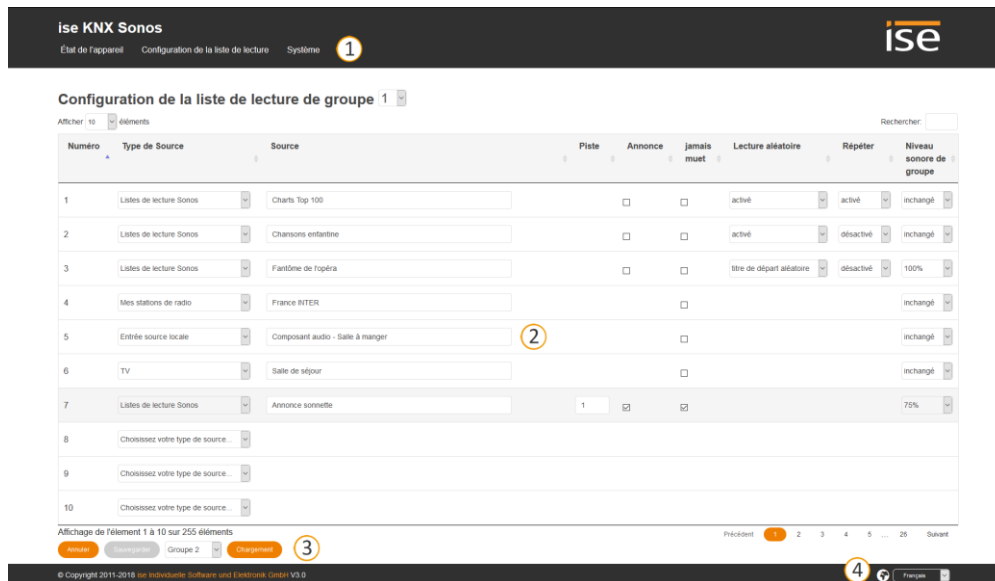 ise KNX Sonos
ise
État de l'appareil Configuration de la liste de lecture Système 1
Configuration de la liste de lecture de groupe 1
Afficher 10 éléments Rechercher:
Numéro Type de Source Source Piste Annonce jamais muet Lecture aléatoire Répéter Niveau sonore de groupe
1 Listes de lecture Sonos Charts Top 100 activé activé inchangé
2 Listes de lecture Sonos Chansons enfantine activé désactivé inchangé
3 Listes de lecture Sonos Fantôme de l'opéra titre de départ aléatoire désactivé 100%
4 Mes stations de radio France INTER inchangé
5 Entrée source locale Composant audio - Salle à manger 2 inchangé
6 TV Salle de séjour inchangé
7 Listes de lecture Sonos Annonce sonnette 1 75%
8 Choisissez votre type de source...
9 Choisissez votre type de source...
10 Choisissez votre type de source...
Affichage de l'élement 1 à 10 sur 255 éléments
Précédent 1 2 3 4 5 ... 26 Suivant
Annuler Sauvegarder Groupe 2 Chargement 3
© Copyright 2011-2018 ise Individuelle Software und Elektronik GmbH V3.0 4 Français